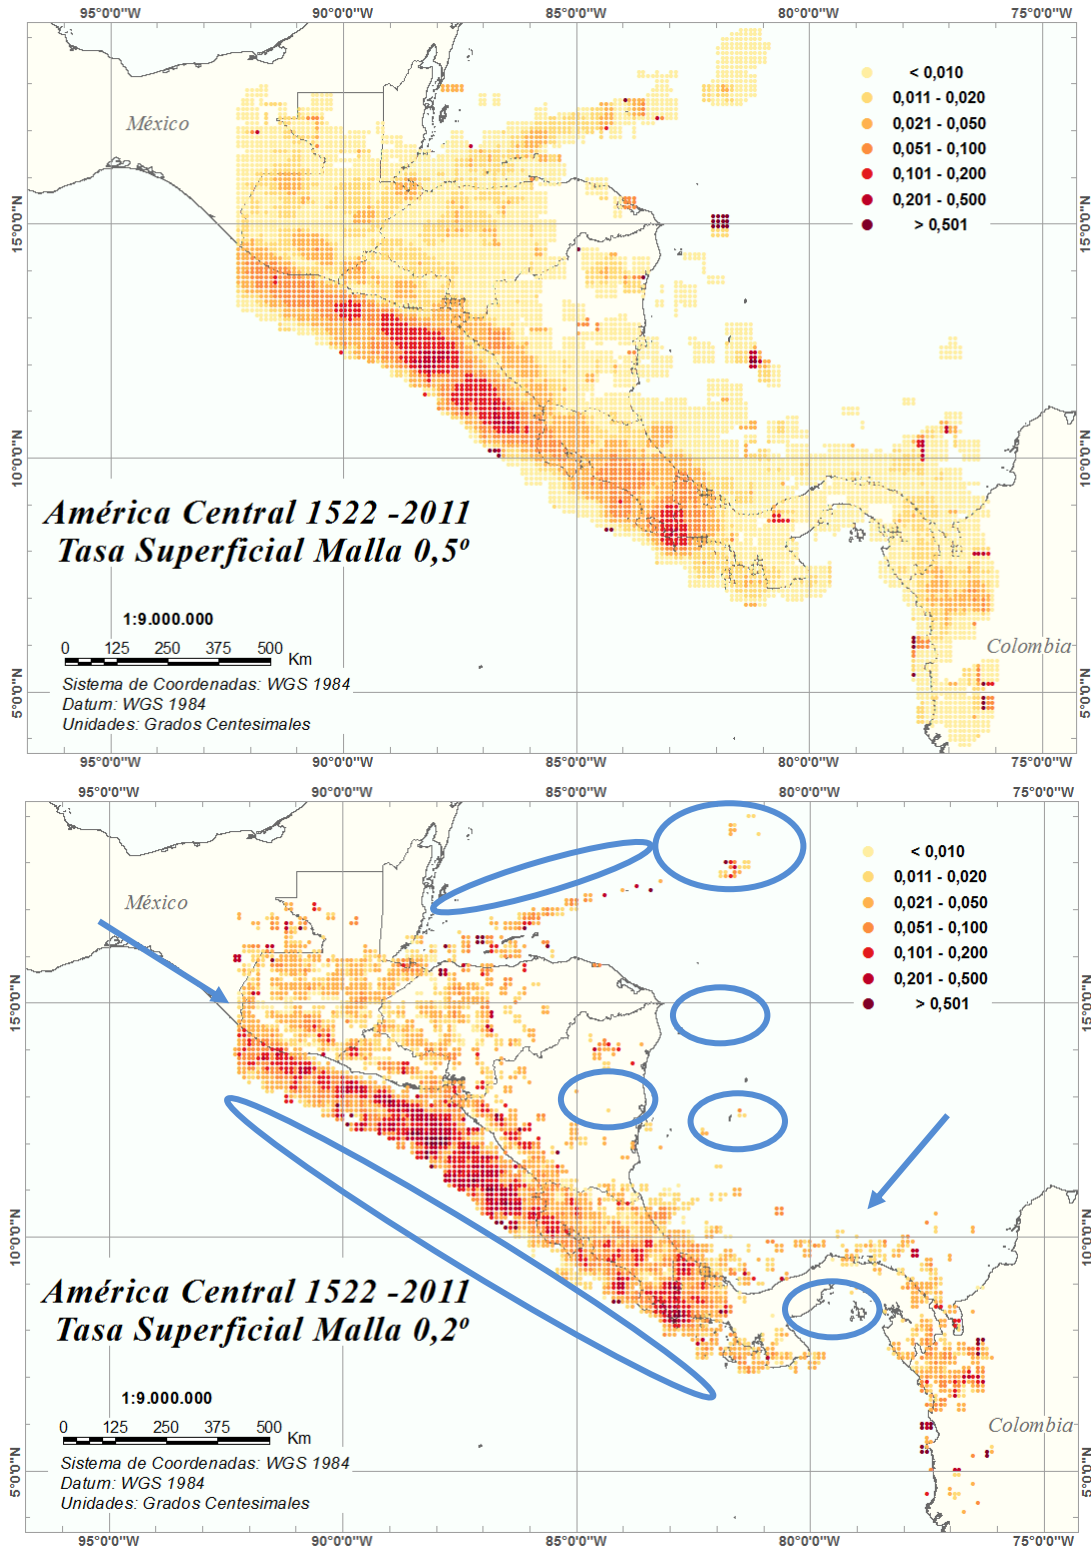 95°0'0"W 90°0'0"W 85°0'0"W 80°0'0"W 75°0'0"W
México
< 0,010
0,011 - 0,020
0,021 - 0,050
0,051 - 0,100
0,101 - 0,200
0,201 - 0,500
> 0,501
15°0'0"N 15°0'0"N
10°0'0"N 10°0'0"N
América Central 1522 -2011
Tasa Superficial Malla 0,5º
1:9.000.000
0 125 250 375 500
Km
Colombia
Sistema de Coordenadas: WGS 1984
Datum: WGS 1984
Unidades: Grados Centesimales
5°0'0"N 5°0'0"N
95°0'0"W 90°0'0"W 85°0'0"W 80°0'0"W 75°0'0"W
95°0'0"W 90°0'0"W 85°0'0"W 80°0'0"W 75°0'0"W
México
< 0,010
0,011 - 0,020
0,021 - 0,050
0,051 - 0,100
0,101 - 0,200
0,201 - 0,500
> 0,501
15°0'0"N 15°0'0"N
10°0'0"N 10°0'0"N
América Central 1522 -2011
Tasa Superficial Malla 0,2º
1:9.000.000
0 125 250 375 500
Km
Colombia
Sistema de Coordenadas: WGS 1984
Datum: WGS 1984
Unidades: Grados Centesimales
5°0'0"N 5°0'0"N
95°0'0"W 90°0'0"W 85°0'0"W 80°0'0"W 75°0'0"W